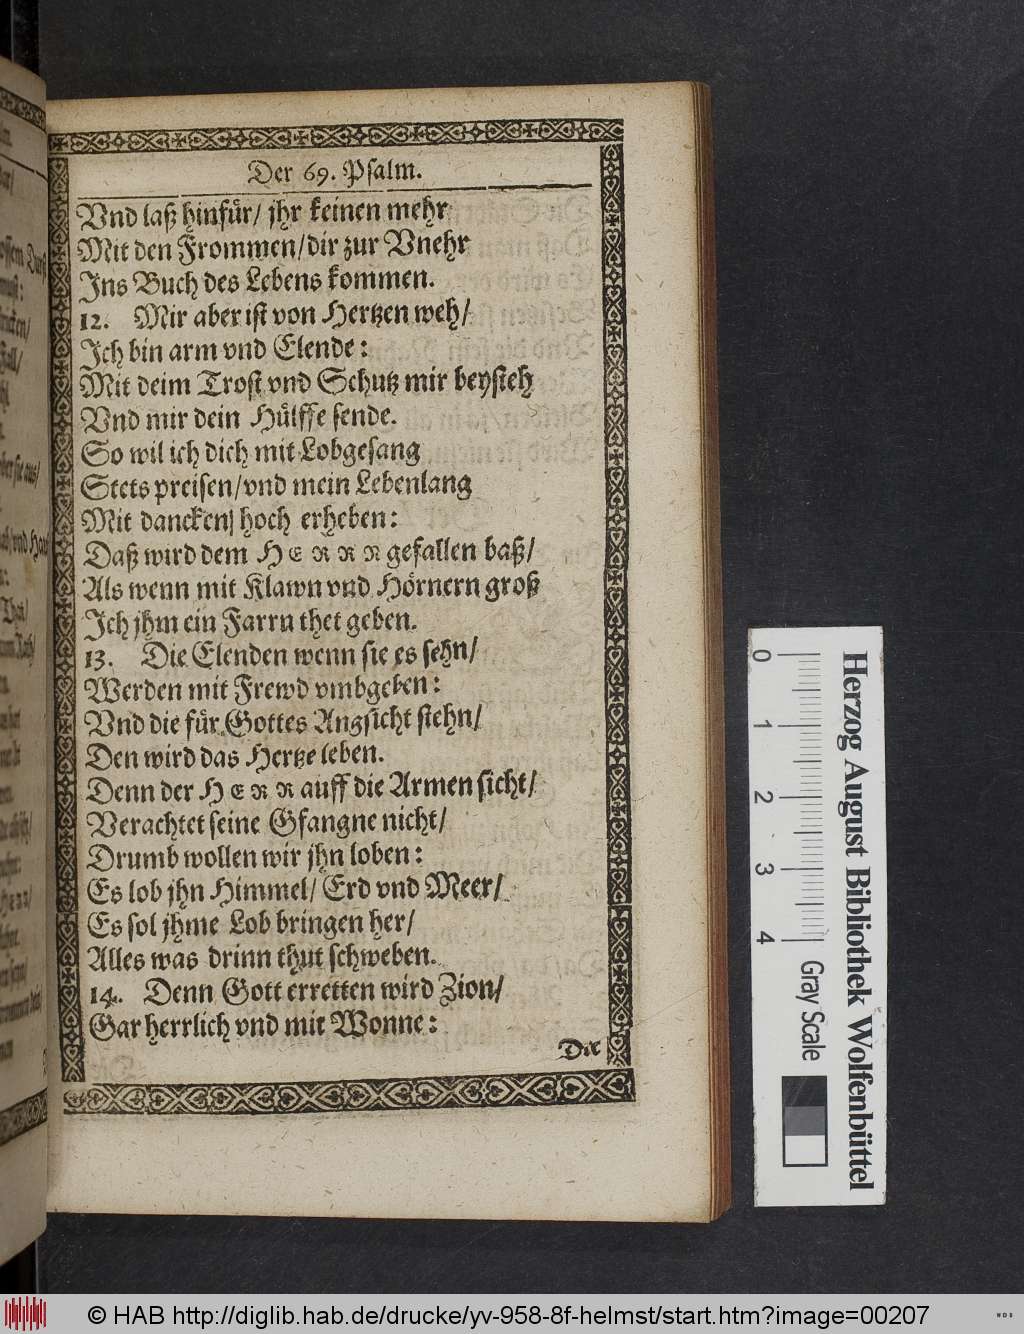 Der 69. Psalm.
Vnd laß hinfür/ jhr keinen mehr
Mit den Frommen/dir zur Vnehr
Ins Buch des Lebens kommen.
12. Mir aber ist von Hertzen weh/
Ich bin arm vnd Elende:
Mit deim Trost vnd Schutz mir beysteh
Vnd mir dein Hülffe sende.
So wil ich dich mit Lobgesang
Stets preisen/vnd mein Lebenlang
Mit dancken hoch erheben:
Daß wird dem HERRN gefallen baß/
Als wenn mit Klawn vnd Hörnern groß
Ich jhm ein Farrn thet geben.
13. Die Elenden wenn sie es sehn/
Werden mit Frewd vmbgeben:
Vnd die für Gottes Angsicht stehn/
Den wird das Hertze leben.
Denn der HERR auff die Armen sicht/
Verachtet seine Gfangne nicht/
Drumb wollen wir jhn loben:
Es lob jhn Himmel/ Erd vnd Meer/
Es sol jhme Lob bringen her/
Alles was drinn thut schweben.
14. Denn Gott erretten wird Zion/
Gar herrlich vnd mit Wonne:
Die
0 1 2 3 4
Gray Scale
Herzog August Bibliothek Wolfenbüttel
© HAB http://diglib.hab.de/drucke/yv-958-8f-helmst/start.htm?image=00207
WDB